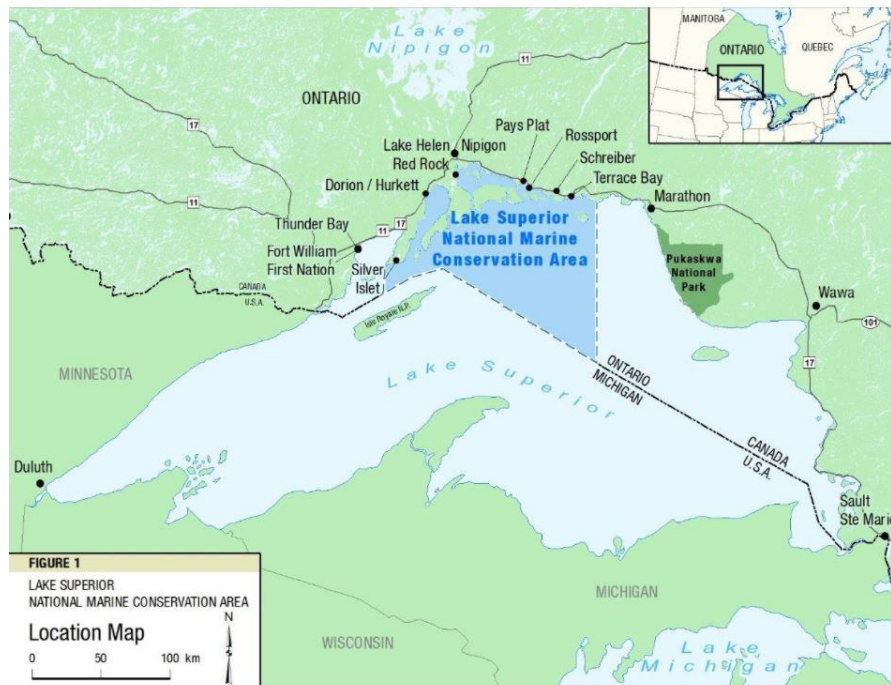 MANITOBA
ONTARIO
QUEBEC
Lake
Nipigon
11
ONTARIO
17
Pays Plat
Rossport
Lake Helen
Nipigon
Red Rock
Schreiber
Terrace Bay
Dorion / Hurkett
Marathon
11
Thunder Bay
11
17
Lake Superior
National Marine
Conservation Area
Fort William
First Nation
Silver
Islet
Pukaskwa
National
Park
CANADA
U.S.A.
Wawa
101
Isle Royale N.P.
17
MINNESOTA
Lake Superior
ONTARIO
MICHIGAN
CANADA
U.S.A.
Duluth
Sault
Ste Marie
FIGURE 1
LAKE SUPERIOR
NATIONAL MARINE CONSERVATION AREA
Location Map
N
0 50 100 km
MICHIGAN
WISCONSIN
Lake
Michigan